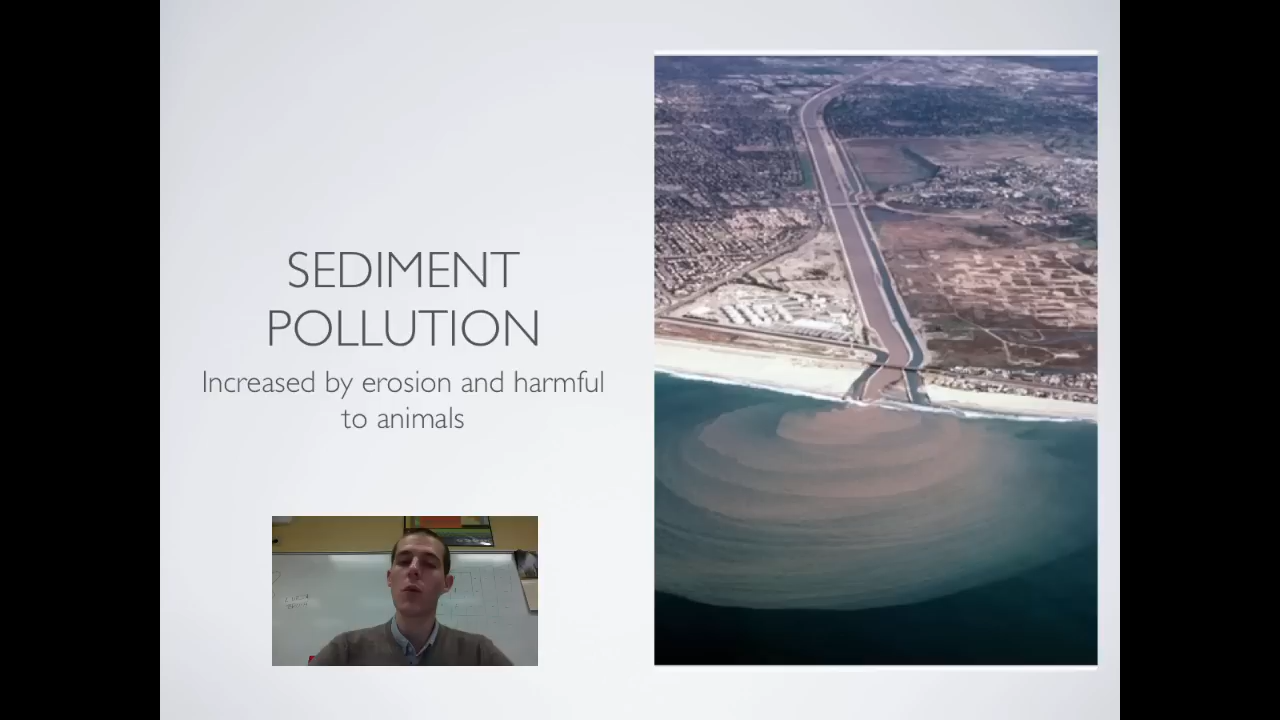 SEDIMENT
POLLUTION
Increased by erosion and harmful
to animals